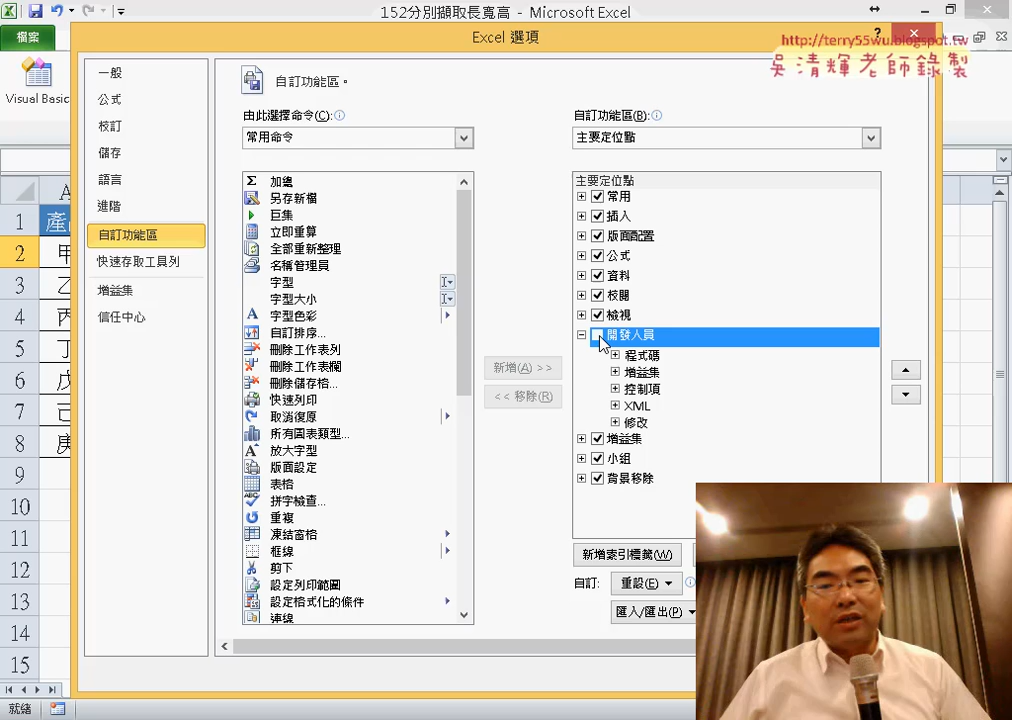 152分別擷取長寬高 - Microsoft Excel
檔案
Excel 選項
?
http://terry55wu.blogspot.tw
吳清輝老師錄製
Visual Basic
一般
公式
校訂
儲存
語言
進階
自訂功能區
快速存取工具列
增益集
信任中心
自訂功能區。
由此選擇命令(C):
常用命令
自訂功能區(B):
主要定位點
Σ 加總
另存新檔
巨集
立即重算
全部重新整理
名稱管理員
字型
字型大小
字型色彩
自訂排序...
刪除工作表列
刪除工作表欄
刪除儲存格...
快速列印
取消復原
所有圖表類型...
放大字型
版面設定
表格
拼字檢查...
重複
凍結窗格
框線
剪下
設定列印範圍
設定格式化的條件
連線
新增(A) >>
<< 移除(R)
主要定位點
常用
插入
版面配置
公式
資料
校閱
檢視
開發人員
程式碼
增益集
控制項
XML
修改
增益集
小組
背景移除
新增索引標籤(W)
自訂:
重設(E)
匯入/匯出(P)
A
1 產
2 甲
3 乙
4 丙
5 丁
6 戊
7 己
8 庚
9
10
11
12
13
14
15
就緒